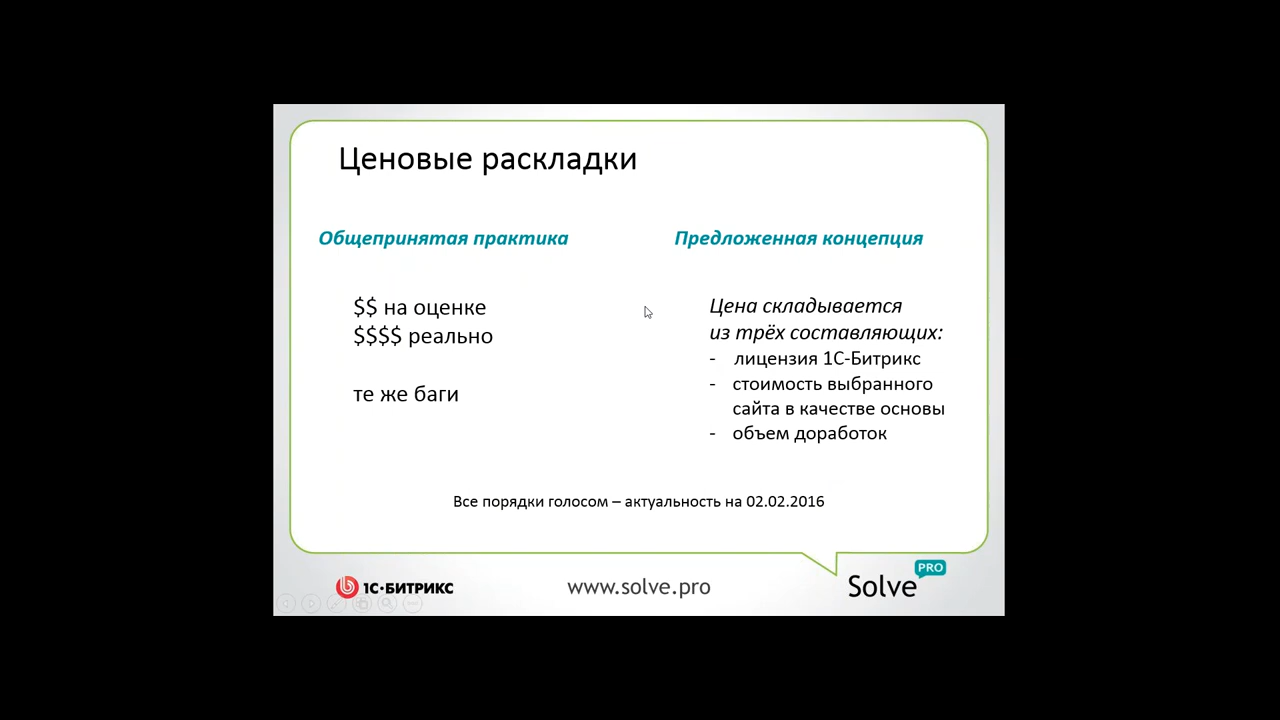 Ценовые раскладки
Общепринятая практика
$$ на оценке
$$$$ реально
те же баги
Предложенная концепция
Цена складывается
из трёх составляющих:
- лицензия 1С-Битрикс
- стоимость выбранного
сайта в качестве основы
- объем доработок
Все порядки голосом – актуальность на 02.02.2016
1С·БИТРИКС
www.solve.pro
Solve PRO